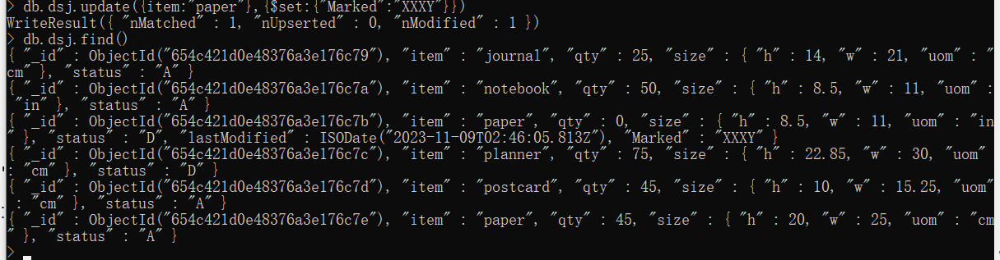 > db.dsj.update({item:"paper"},{$set:{"Marked":"XXXY"}})
WriteResult({ "nMatched" : 1, "nUpserted" : 0, "nModified" : 1 })
> db.dsj.find()
{ "_id" : ObjectId("654c421d0e48376a3e176c79"), "item" : "journal", "qty" : 25, "size" : { "h" : 14, "w" : 21, "uom" : "
cm" }, "status" : "A" }
{ "_id" : ObjectId("654c421d0e48376a3e176c7a"), "item" : "notebook", "qty" : 50, "size" : { "h" : 8.5, "w" : 11, "uom" :
 "in" }, "status" : "A" }
{ "_id" : ObjectId("654c421d0e48376a3e176c7b"), "item" : "paper", "qty" : 0, "size" : { "h" : 8.5, "w" : 11, "uom" : "in
" }, "status" : "D", "lastModified" : ISODate("2023-11-09T02:46:05.813Z"), "Marked" : "XXXY" }
{ "_id" : ObjectId("654c421d0e48376a3e176c7c"), "item" : "planner", "qty" : 75, "size" : { "h" : 22.85, "w" : 30, "uom"
: "cm" }, "status" : "D" }
{ "_id" : ObjectId("654c421d0e48376a3e176c7d"), "item" : "postcard", "qty" : 45, "size" : { "h" : 10, "w" : 15.25, "uom"
 : "cm" }, "status" : "A" }
{ "_id" : ObjectId("654c421d0e48376a3e176c7e"), "item" : "paper", "qty" : 45, "size" : { "h" : 20, "w" : 25, "uom" : "cm
" }, "status" : "A" }
>